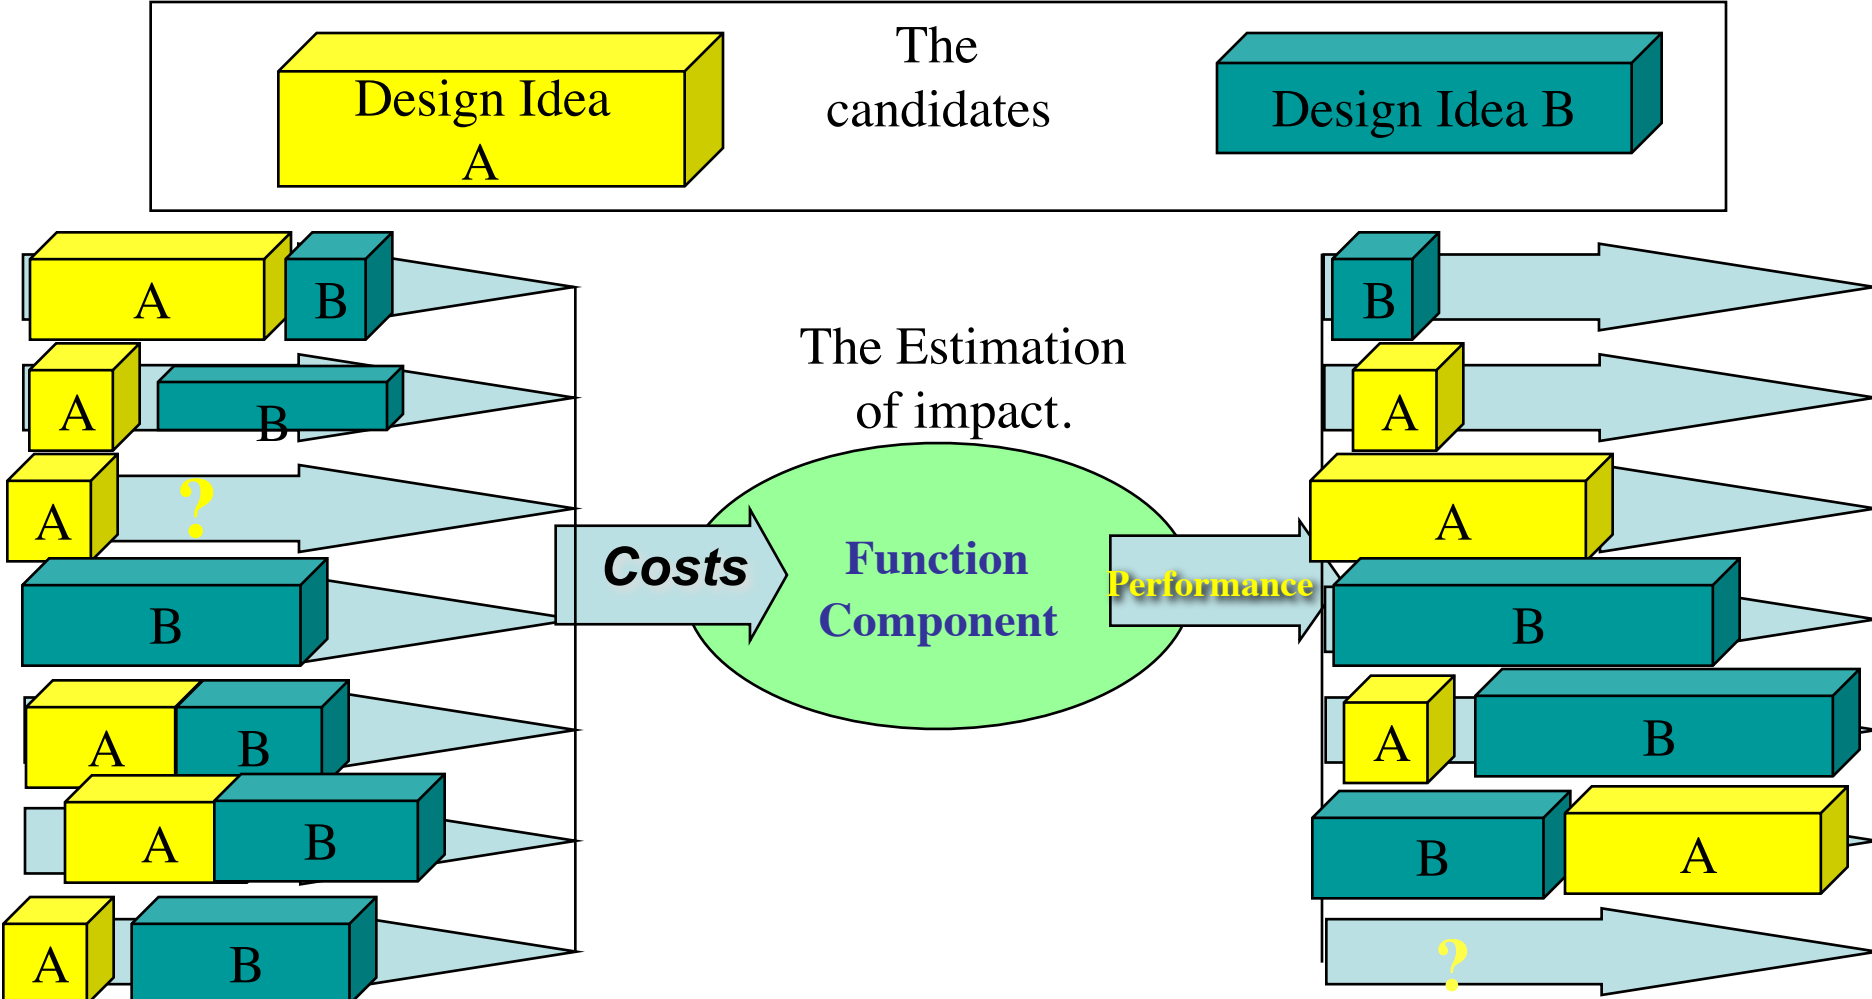 The
candidates
Design Idea
A
Design Idea B
A B
A B
A ?
B
A B
A B
A B
The Estimation
of impact.
Costs
Function
Component
Performance
B
A
A
B
A B
B A
?